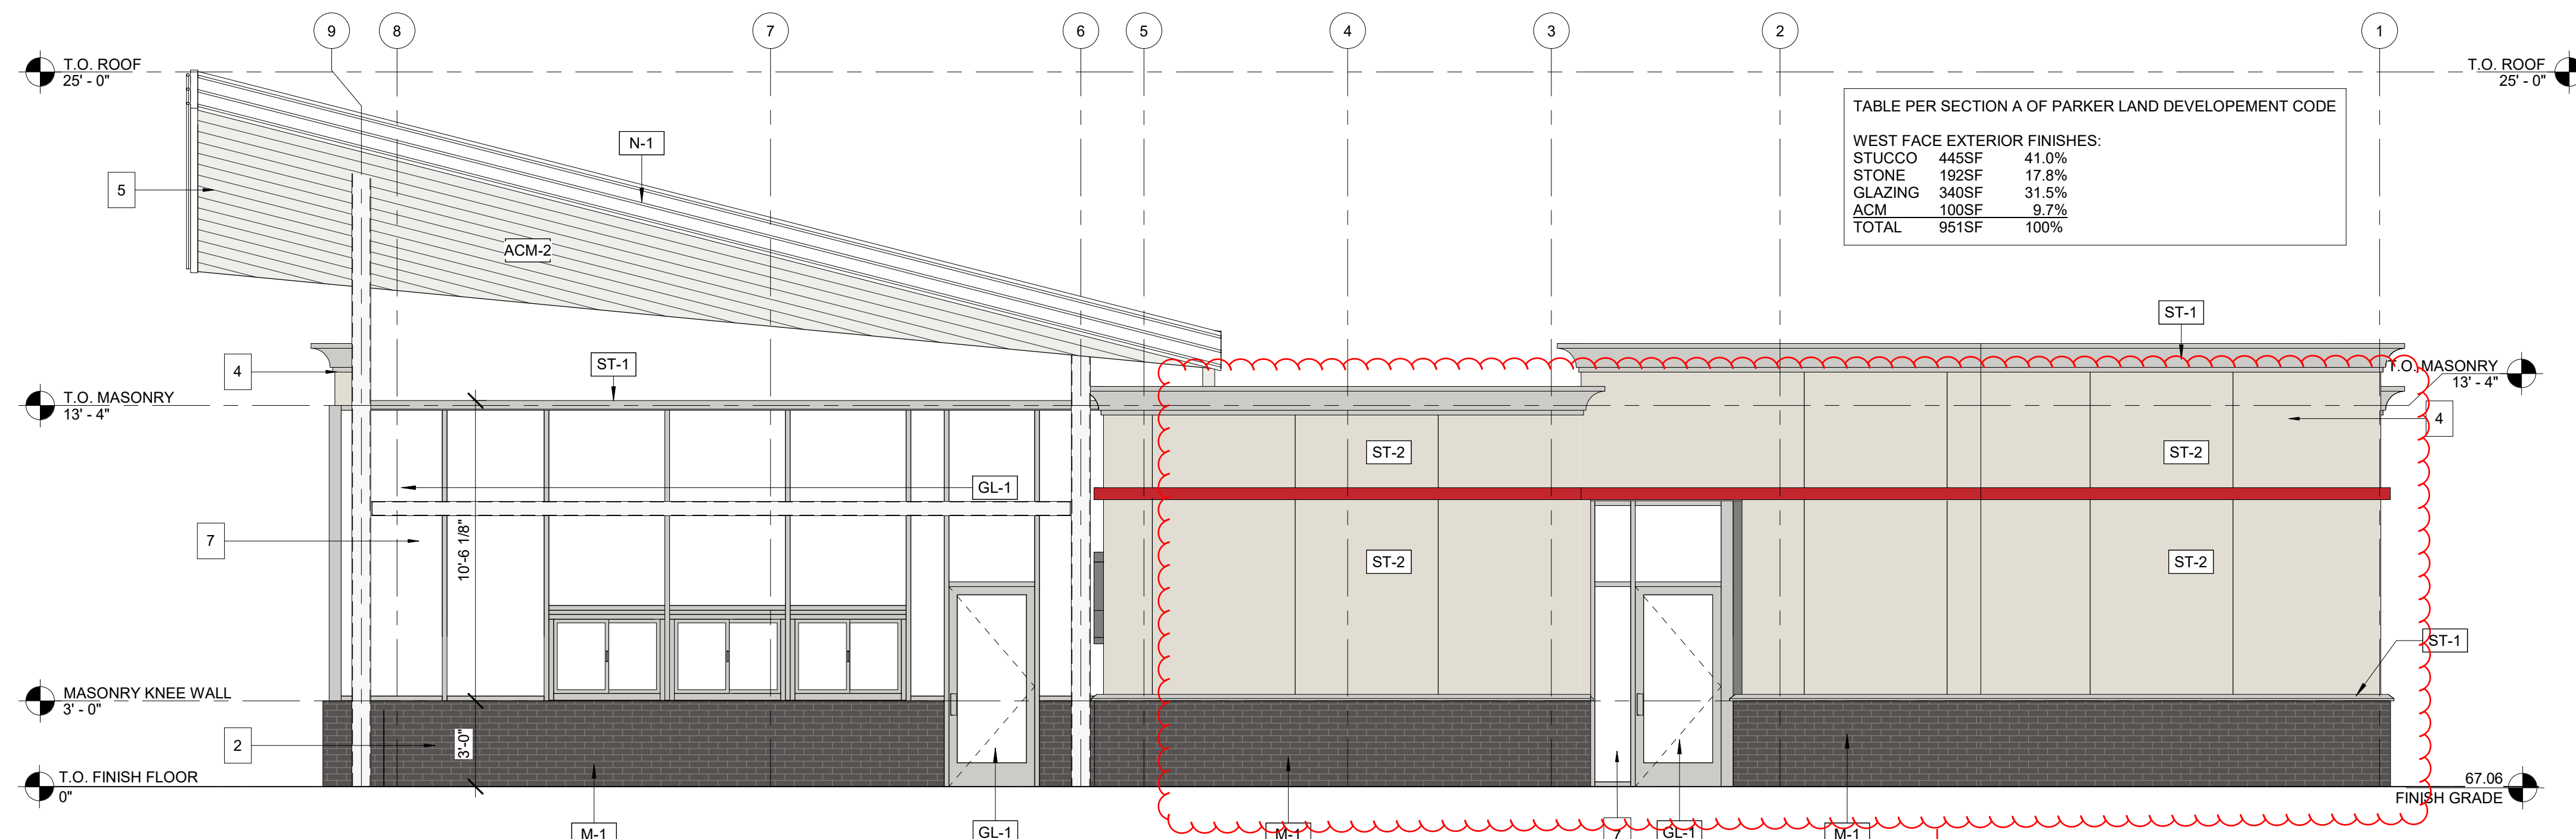 9 8 7 6 5 4 3 2 1
T.O. ROOF
25' - 0"
T.O. ROOF
25' - 0"
TABLE PER SECTION A OF PARKER LAND DEVELOPEMENT CODE
WEST FACE EXTERIOR FINISHES:
STUCCO 445SF 41.0%
STONE 192SF 17.8%
GLAZING 340SF 31.5%
ACM 100SF 9.7%
TOTAL 951SF 100%
N-1
5
ACM-2
ST-1
4
ST-1
T.O. MASONRY
13' - 4"
T.O. MASONRY
13' - 4"
4
ST-2
ST-2
GL-1
7
10'-6 1/8"
ST-2
ST-2
ST-1
MASONRY KNEE WALL
3' - 0"
2
3'-0"
T.O. FINISH FLOOR
0"
67.06
FINISH GRADE
M-1
GL-1
M-1
7
GL-1
M-1